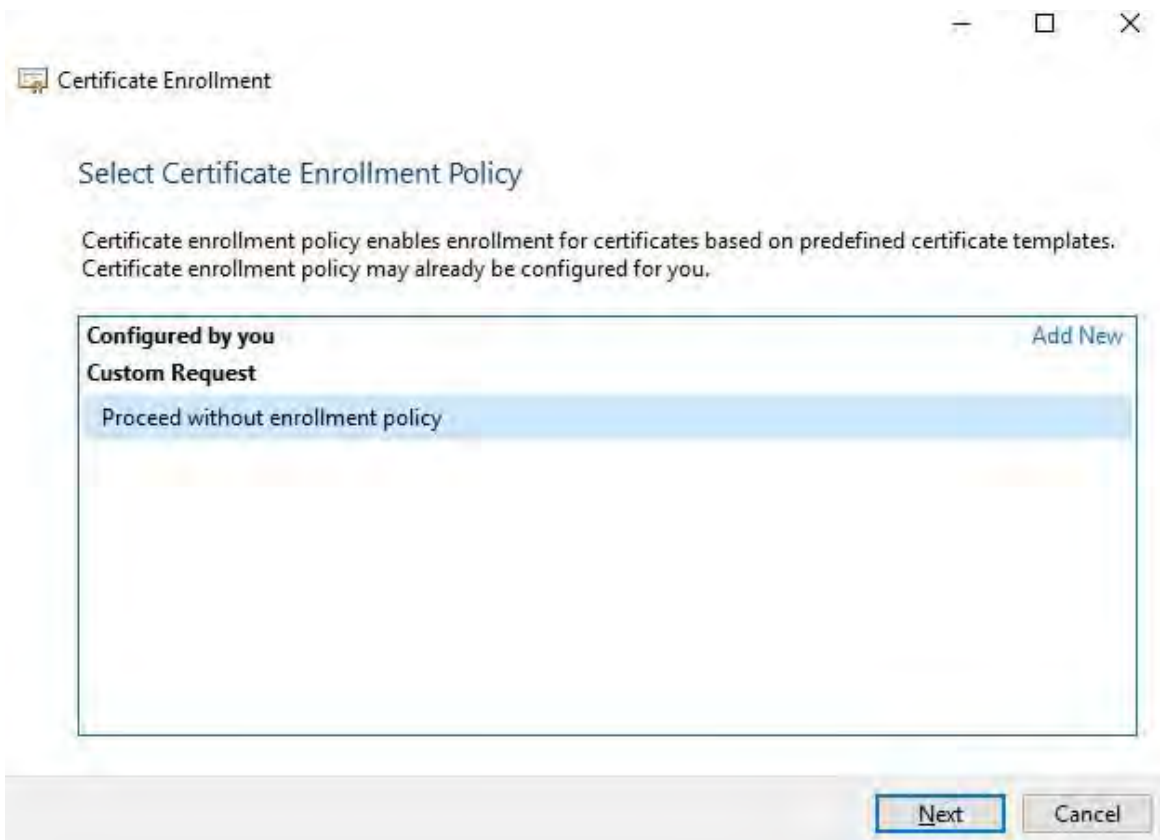 Certificate Enrollment
Select Certificate Enrollment Policy
Certificate enrollment policy enables enrollment for certificates based on predefined certificate templates.
Certificate enrollment policy may already be configured for you.
Configured by you Add New
Custom Request
Proceed without enrollment policy
Next Cancel